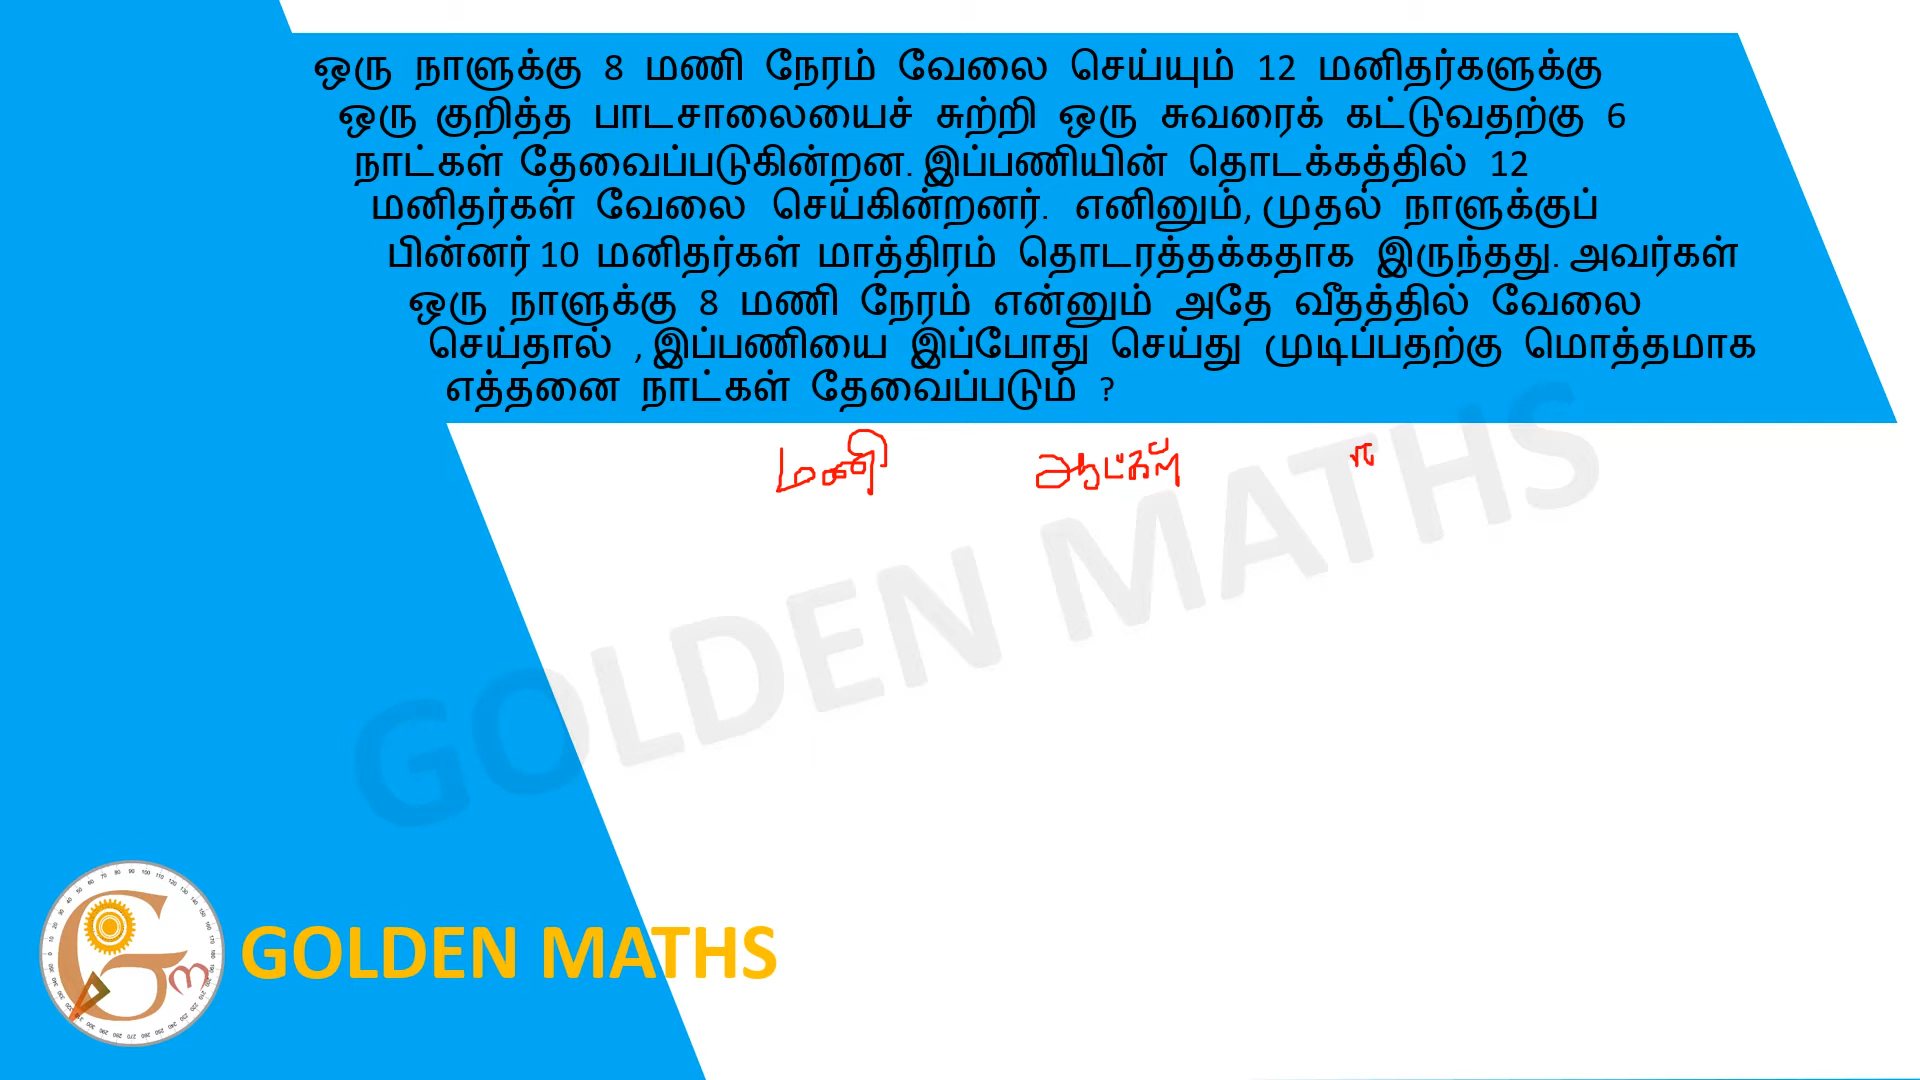 ஒரு நாளுக்கு 8 மணி நேரம் வேலை செய்யும் 12 மனிதர்களுக்கு
ஒரு குறித்த பாடசாலையைச் சுற்றி ஒரு சுவரைக் கட்டுவதற்கு 6
நாட்கள் தேவைப்படுகின்றன. இப்பணியின் தொடக்கத்தில் 12
மனிதர்கள் வேலை செய்கின்றனர். எனினும், முதல் நாளுக்குப்
பின்னர் 10 மனிதர்கள் மாத்திரம் தொடரத்தக்கதாக இருந்தது. அவர்கள்
ஒரு நாளுக்கு 8 மணி நேரம் என்னும் அதே வீதத்தில் வேலை
செய்தால் , இப்பணியை இப்போது செய்து முடிப்பதற்கு மொத்தமாக
எத்தனை நாட்கள் தேவைப்படும் ?
மணி ஆட்கள்
GOLDEN MATHS
GOLDEN MATHS